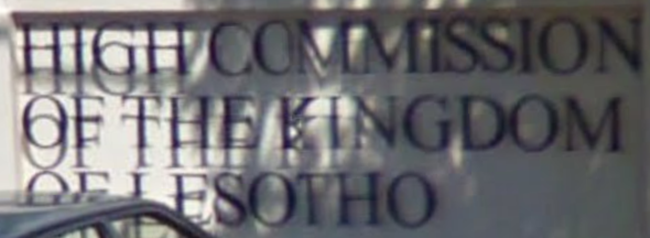 HIGH COMMISSION
OF THE KINGDOM
OF LESOTHO